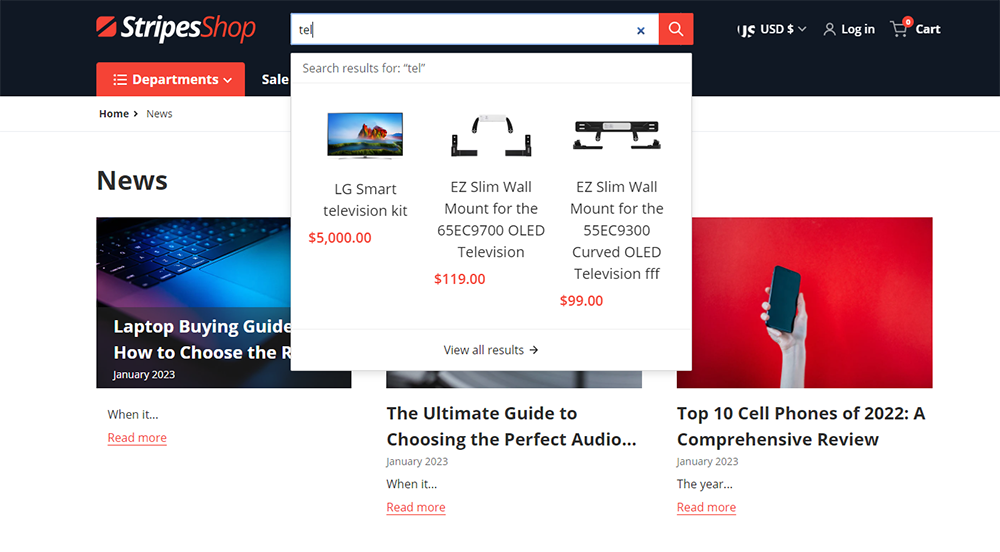 StripesShop
tel
USD $
Log in
0
Cart
Departments
Sale
Search results for: “tel”
LG Smart
television kit
$5,000.00
EZ Slim Wall
Mount for the
65EC9700 OLED
Television
$119.00
EZ Slim Wall
Mount for the
55EC9300
Curved OLED
Television fff
$99.00
View all results
Home
News
News
Laptop Buying Guide
How to Choose the R
January 2023
When it...
Read more
The Ultimate Guide to
Choosing the Perfect Audio...
January 2023
When it...
Read more
Top 10 Cell Phones of 2022: A
Comprehensive Review
January 2023
The year...
Read more